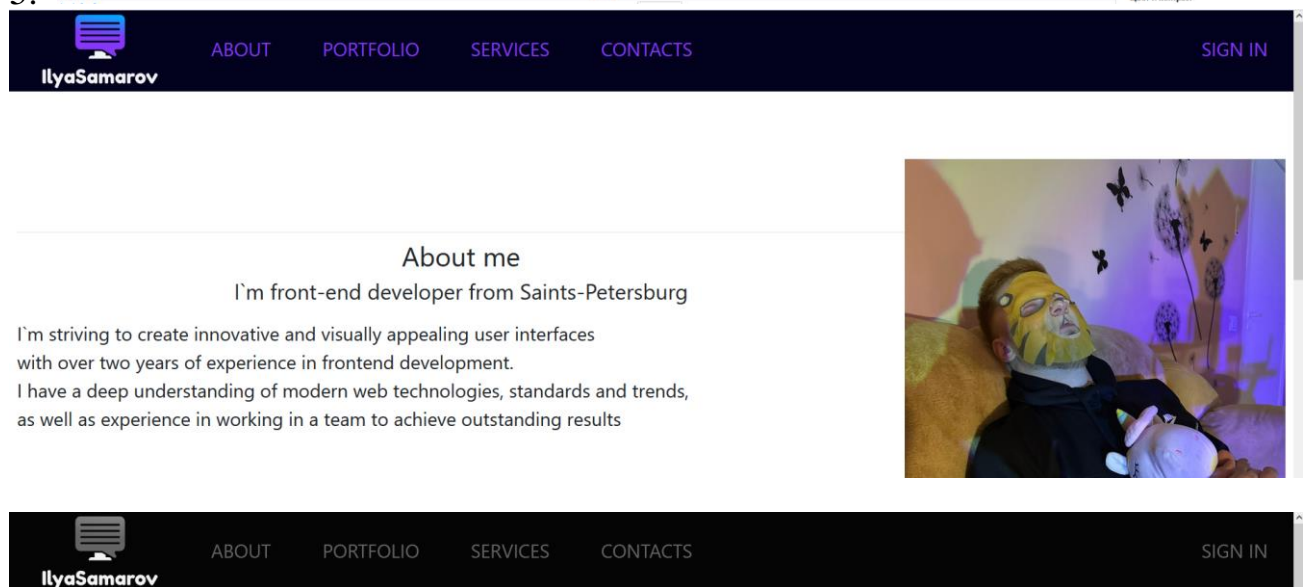 ABOUT PORTFOLIO SERVICES CONTACTS SIGN IN
IlyaSamarov
About me
I`m front-end developer from Saints-Petersburg
I`m striving to create innovative and visually appealing user interfaces
with over two years of experience in frontend development.
I have a deep understanding of modern web technologies, standards and trends,
as well as experience in working in a team to achieve outstanding results
ABOUT PORTFOLIO SERVICES CONTACTS SIGN IN
IlyaSamarov